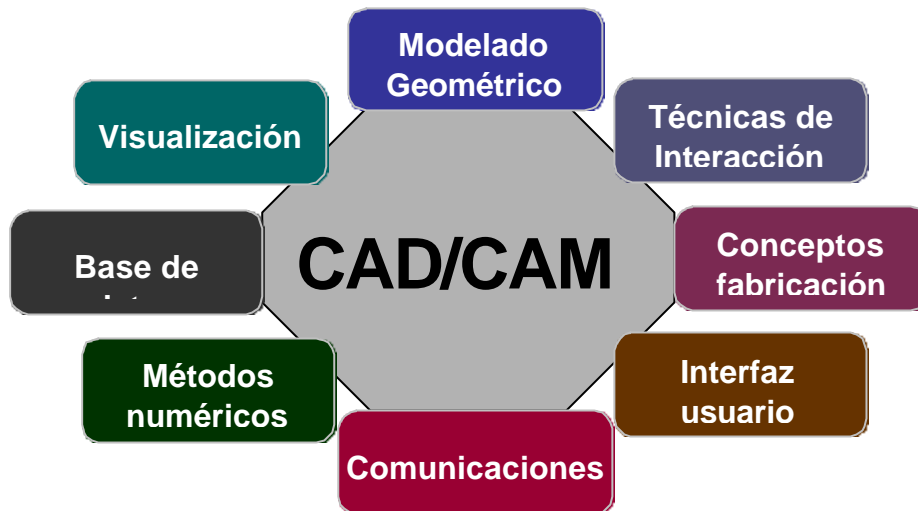 Modelado
Geométrico
Técnicas de
Interacción
Visualización
CAD/CAM
Conceptos
fabricación
Base de
Interfaz
usuario
Métodos
numéricos
Comunicaciones